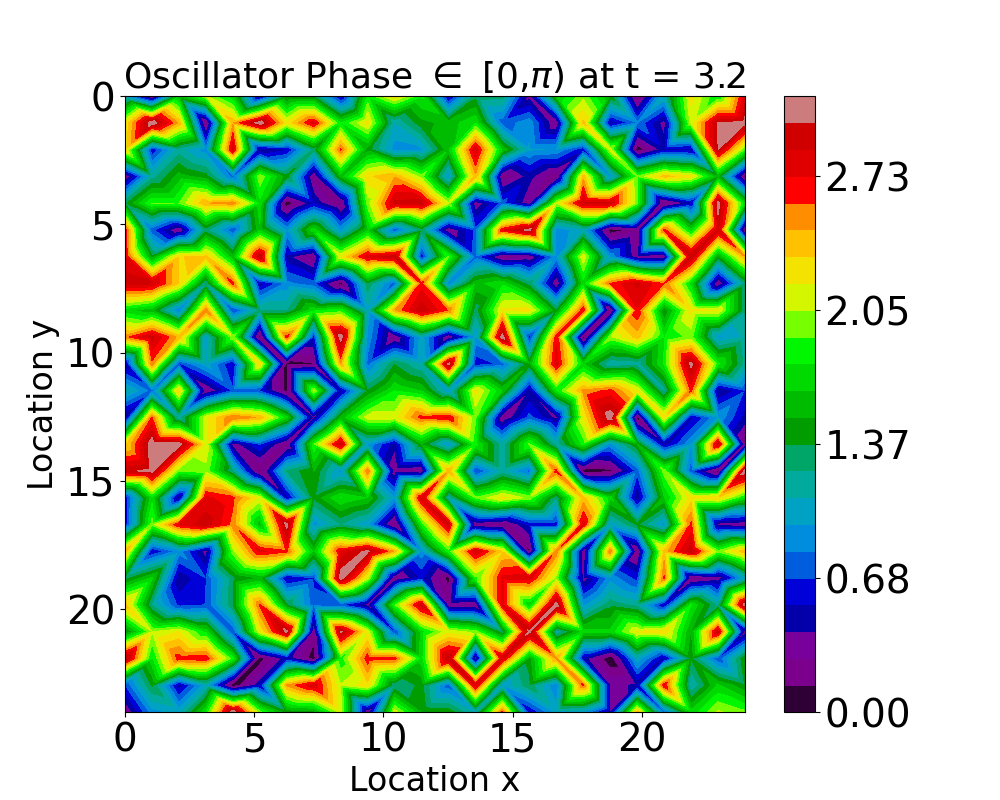 Oscillator Phase ∈ [0,π) at t = 3.2
Location y
0
5
10
15
20
0 5 10 15 20
Location x
2.73
2.05
1.37
0.68
0.00